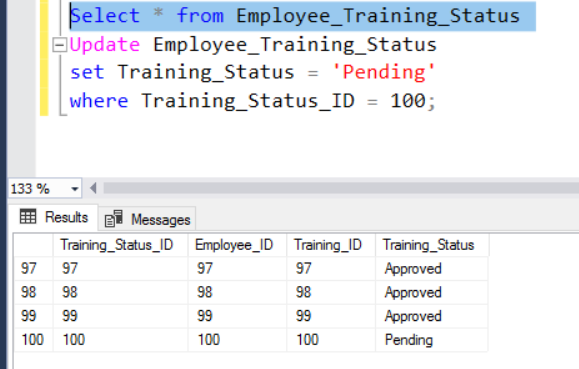 Select * from Employee_Training_Status
Update Employee_Training_Status
set Training_Status = 'Pending'
where Training_Status_ID = 100;
133 %
Results Messages
Training_Status_ID Employee_ID Training_ID Training_Status
97 97 97 97 Approved
98 98 98 98 Approved
99 99 99 99 Approved
100 100 100 100 Pending